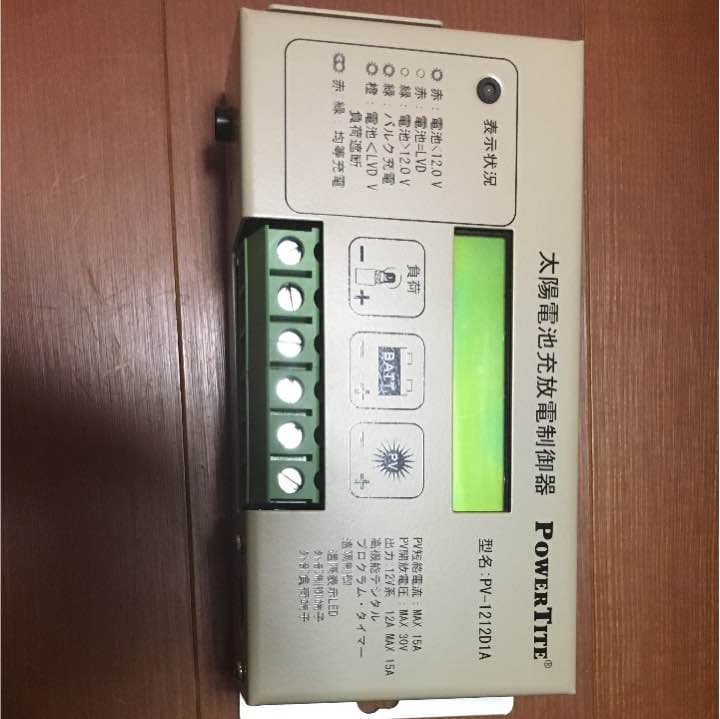 太陽電池充放電制御器 POWERTITE®
表示状況
赤：電池<12.0V
赤：電池=LVD
緑：電池>12.0V
緑：バルク充電
橙：電池<LVD V
負荷遮断
赤 緑：均等充電
負荷
− +
BATT.
− +
PV
− +
型名：PV-1212D1A
PV短絡電流：MAX 15A
PV開放電圧：MAX 30V
出力：12V系 12A MAX 15A
高機能デジタル
プログラム・タイマー